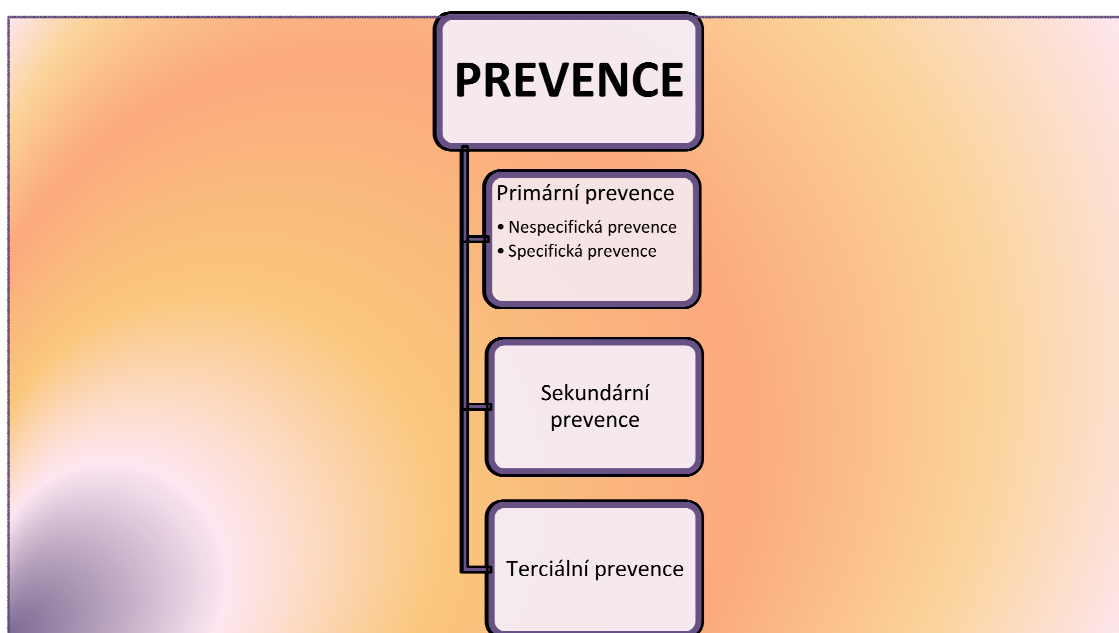 PREVENCE
Primární prevence
• Nespecifická prevence
• Specifická prevence
Sekundární
prevence
Terciální prevence